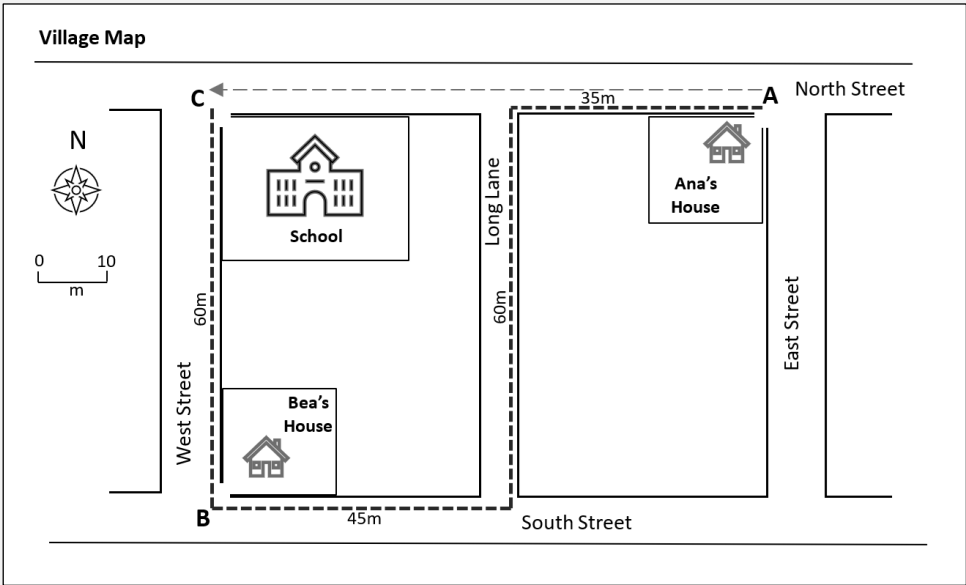 Village Map
North Street
C
A
35m
N
Long Lane
Ana's
House
School
0 10
m
60m
60m
East Street
West Street
Bea's
House
B
45m
South Street